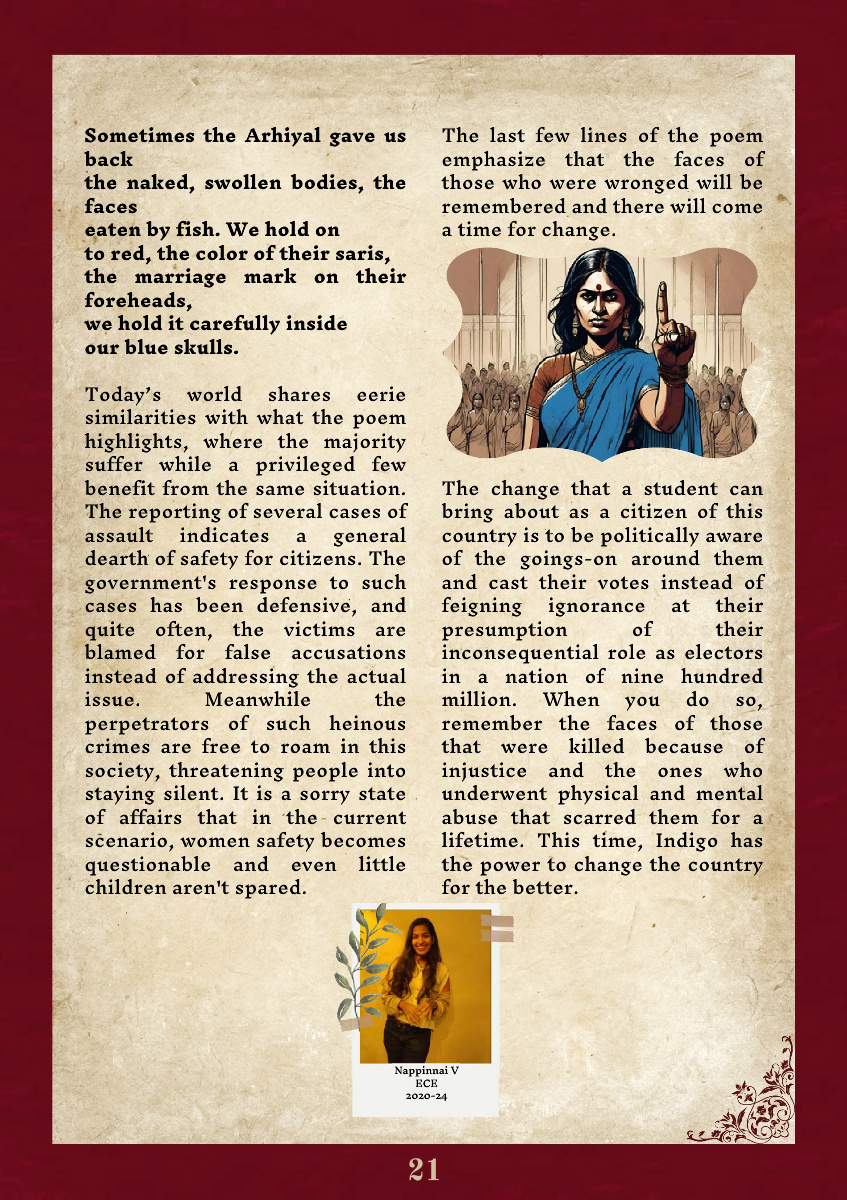 Sometimes the Arhiyal gave us
back
the naked, swollen bodies, the
faces
eaten by fish. We hold on
to red, the color of their saris,
the marriage mark on their
foreheads,
we hold it carefully inside
our blue skulls.
Today’s world shares eerie
similarities with what the poem
highlights, where the majority
suffer while a privileged few
benefit from the same situation.
The reporting of several cases of
assault indicates a general
dearth of safety for citizens. The
government's response to such
cases has been defensive, and
quite often, the victims are
blamed for false accusations
instead of addressing the actual
issue. Meanwhile the
perpetrators of such heinous
crimes are free to roam in this
society, threatening people into
staying silent. It is a sorry state
of affairs that in the current
scenario, women safety becomes
questionable and even little
children aren't spared.
The last few lines of the poem
emphasize that the faces of
those who were wronged will be
remembered and there will come
a time for change.
The change that a student can
bring about as a citizen of this
country is to be politically aware
of the goings-on around them
and cast their votes instead of
feigning ignorance at their
presumption of their
inconsequential role as electors
in a nation of nine hundred
million. When you do so,
remember the faces of those
that were killed because of
injustice and the ones who
underwent physical and mental
abuse that scarred them for a
lifetime. This time, Indigo has
the power to change the country
for the better.
Nappinnai V
ECE
2020-24
21